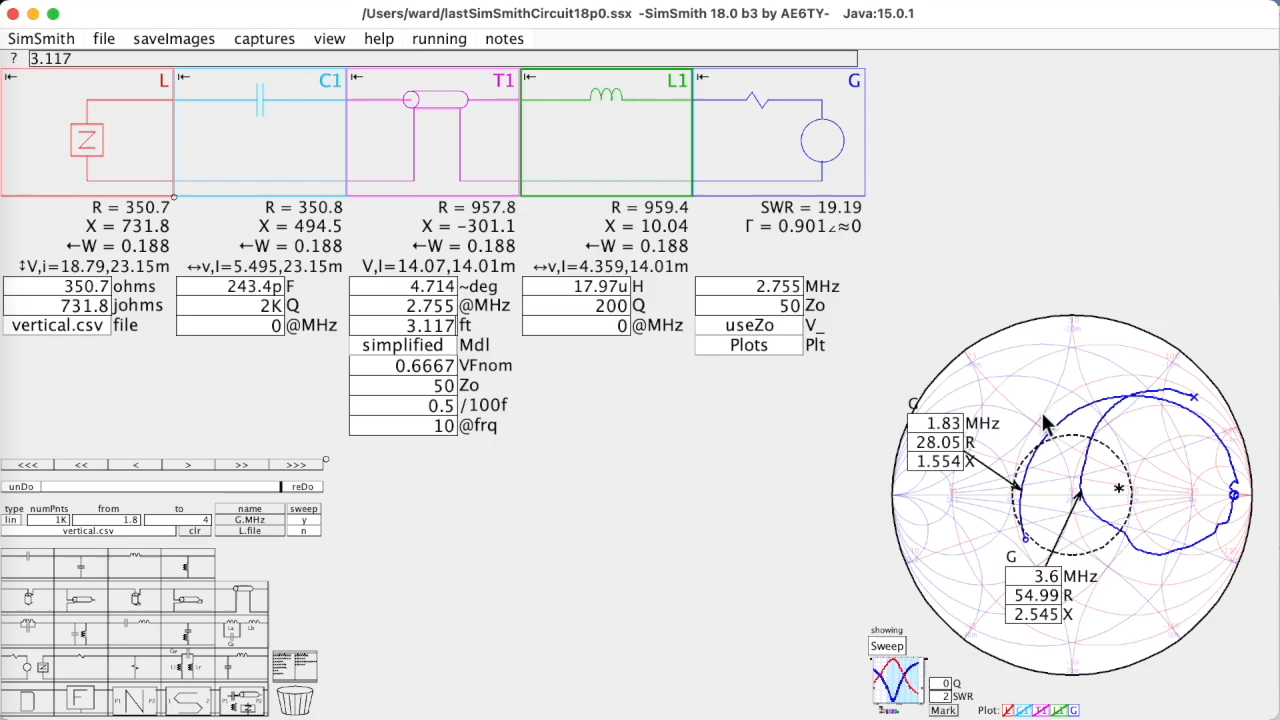 /Users/ward/lastSimSmithCircuit18p0.ssx -SimSmith 18.0 b3 by AE6TY- Java:15.0.1
SimSmith file saveImages captures view help running notes
? 3.117
L C1 T1 L1 G
Z
R = 350.7 R = 350.8 R = 957.8 R = 959.4 SWR = 19.19
X = 731.8 X = 494.5 X = -301.1 X = 10.04 Γ = 0.901∠≈0
←W = 0.188 ←W = 0.188 ←W = 0.188 ←W = 0.188
↕V,i=18.79,23.15m ↔v,I=5.495,23.15m V,I=14.07,14.01m ↔v,I=4.359,14.01m
350.7 ohms 243.4p F 4.714 ~deg 17.97u H 2.755 MHz
731.8 johms 2K Q 2.755 @MHz 200 Q 50 Zo
vertical.csv file 0 @MHz 3.117 ft 0 @MHz useZo V_
simplified Mdl Plots Plt
0.6667 VFnom
50 Zo
0.5 /100f
10 @frq
G
1.83 MHz
28.05 R
1.554 X
G
3.6 MHz
54.99 R
2.545 X
<<< << < > >> >>>
unDo reDo
type numPnts from to name sweep
lin 1K 1.8 4 G.MHz y
vertical.csv clr L.file n
showing
Sweep
0 Q
2 SWR
Mark Plot: L C1 T1 L1 G